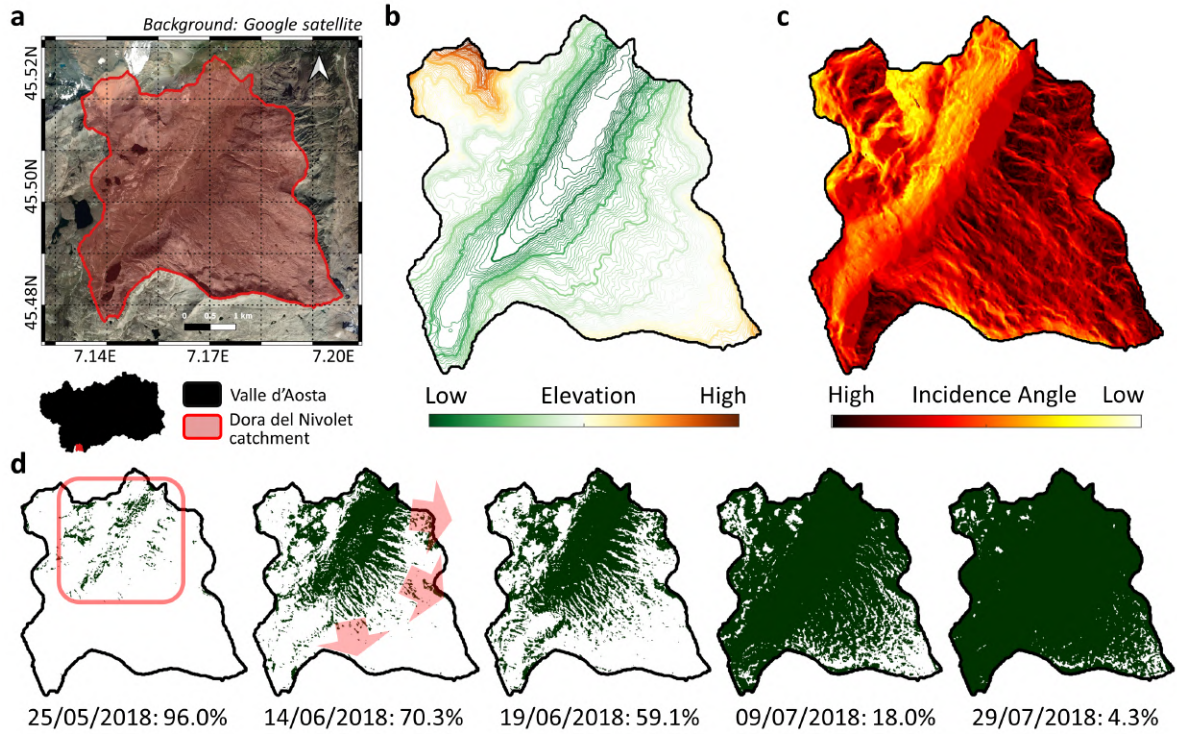 a
Background: Google satellite
45.52N
45.50N
45.48N
0 0.5 1 km
7.14E 7.17E 7.20E
Valle d'Aosta
Dora del Nivolet
catchment
b
Low Elevation High
c
High Incidence Angle Low
d
25/05/2018: 96.0% 14/06/2018: 70.3% 19/06/2018: 59.1% 09/07/2018: 18.0% 29/07/2018: 4.3%